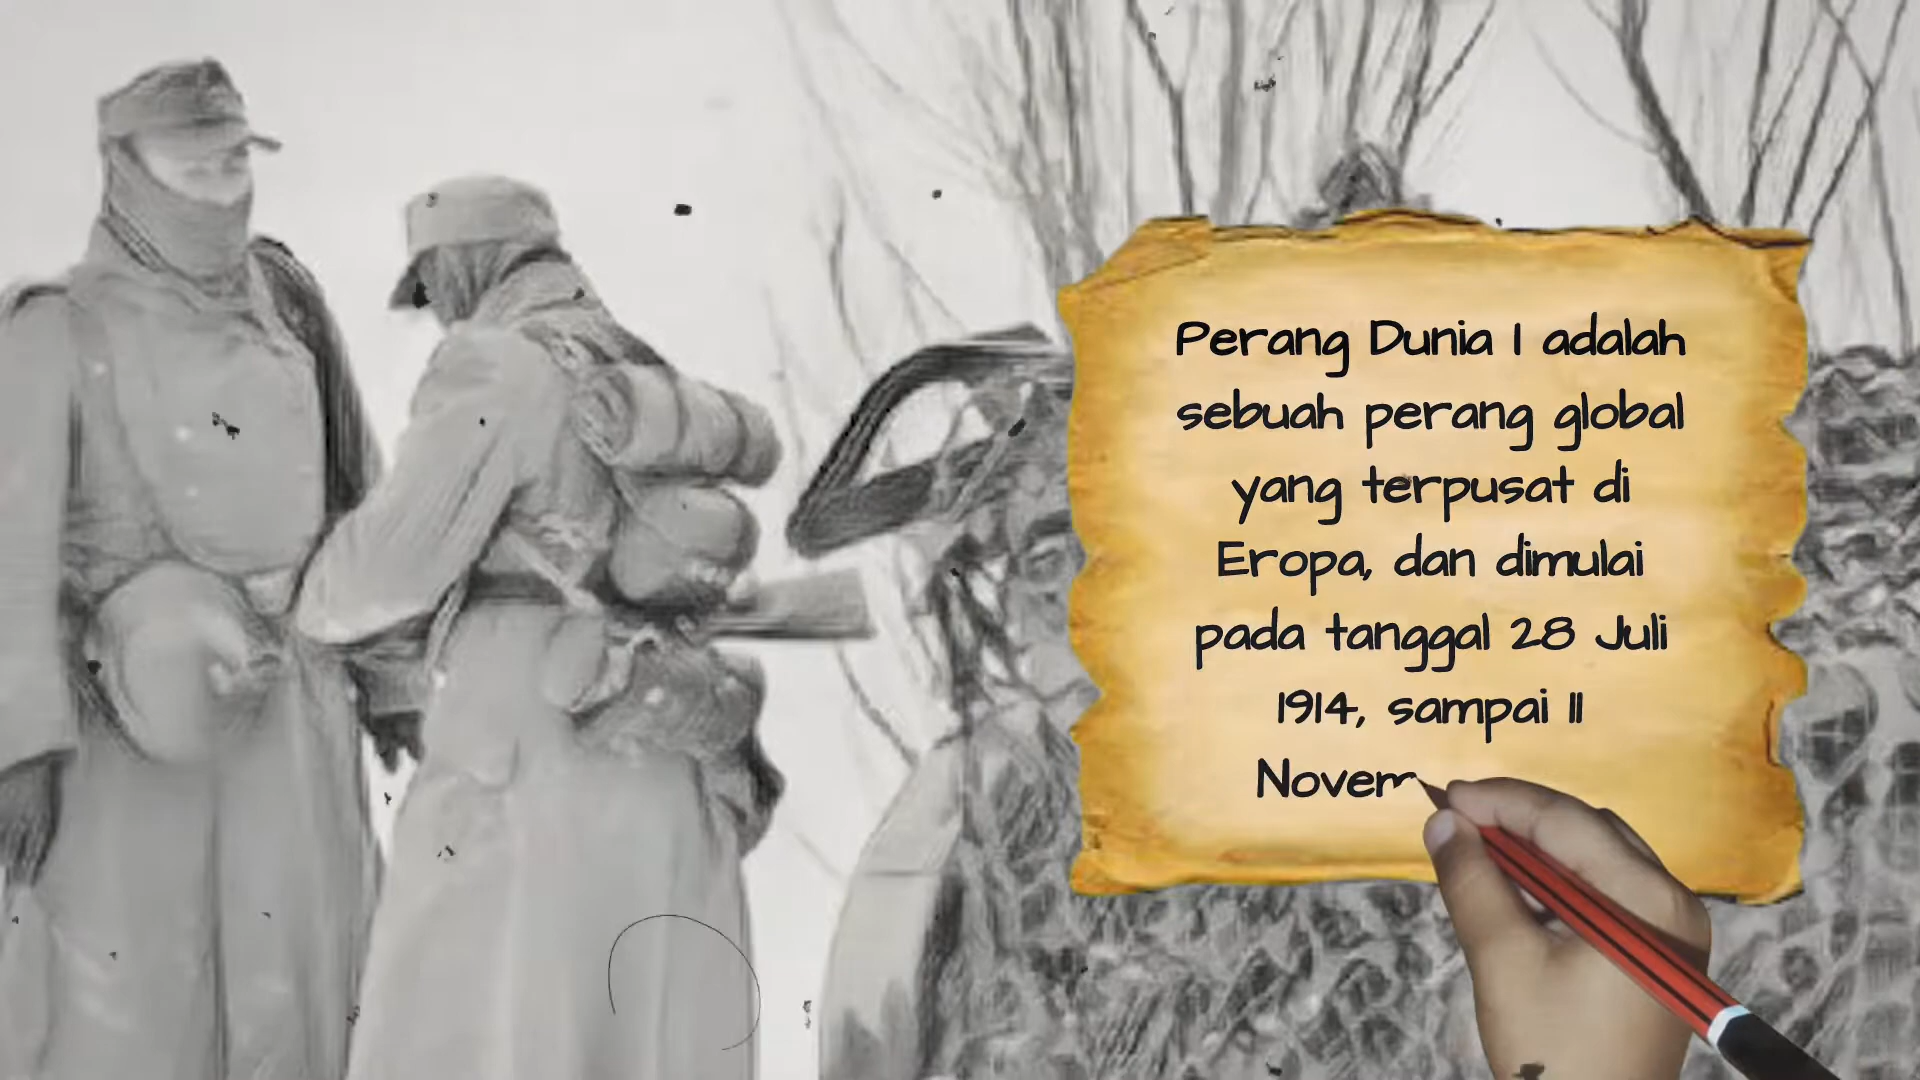 Perang Dunia I adalah
sebuah perang global
yang terpusat di
Eropa, dan dimulai
pada tanggal 28 Juli
1914, sampai 11
Novem